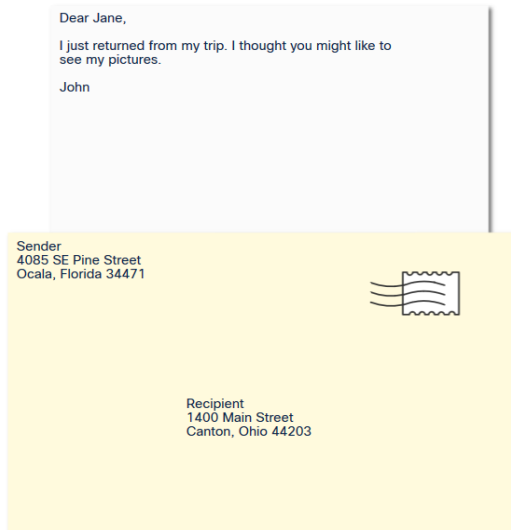 Dear Jane,
I just returned from my trip. I thought you might like to
see my pictures.
John
Sender
4085 SE Pine Street
Ocala, Florida 34471
Recipient
1400 Main Street
Canton, Ohio 44203